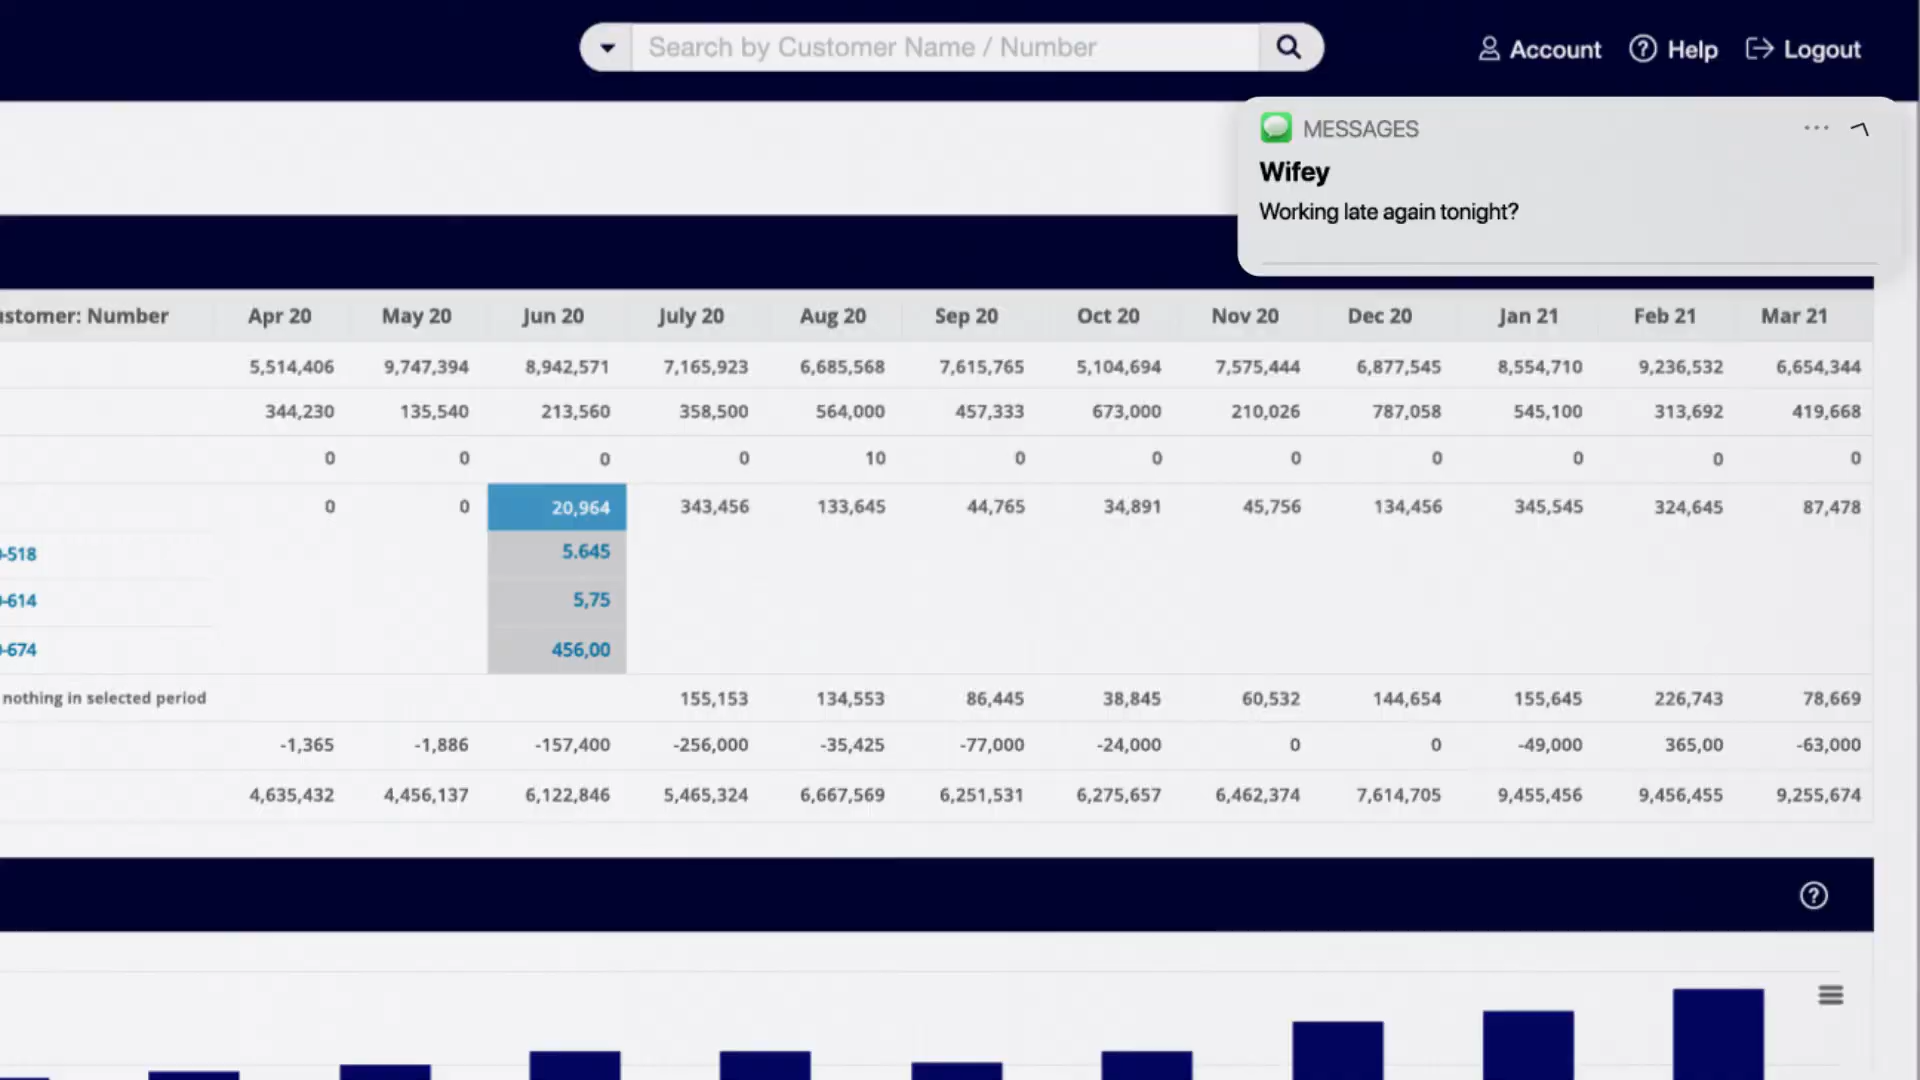 Search by Customer Name / Number
Account Help Logout
MESSAGES
Wifey
Working late again tonight?
ustomer: Number Apr 20 May 20 Jun 20 July 20 Aug 20 Sep 20 Oct 20 Nov 20 Dec 20 Jan 21 Feb 21 Mar 21
5,514,406 9,747,394 8,942,571 7,165,923 6,685,568 7,615,765 5,104,694 7,575,444 6,877,545 8,554,710 9,236,532 6,654,344
344,230 135,540 213,560 358,500 564,000 457,333 673,000 210,026 787,058 545,100 313,692 419,668
0 0 0 0 10 0 0 0 0 0 0 0
0 0 20,964 343,456 133,645 44,765 34,891 45,756 134,456 345,545 324,645 87,478
-518 5.645
-614 5,75
-674 456,00
nothing in selected period 155,153 134,553 86,445 38,845 60,532 144,654 155,645 226,743 78,669
-1,365 -1,886 -157,400 -256,000 -35,425 -77,000 -24,000 0 0 -49,000 365,00 -63,000
4,635,432 4,456,137 6,122,846 5,465,324 6,667,569 6,251,531 6,275,657 6,462,374 7,614,705 9,455,456 9,456,455 9,255,674